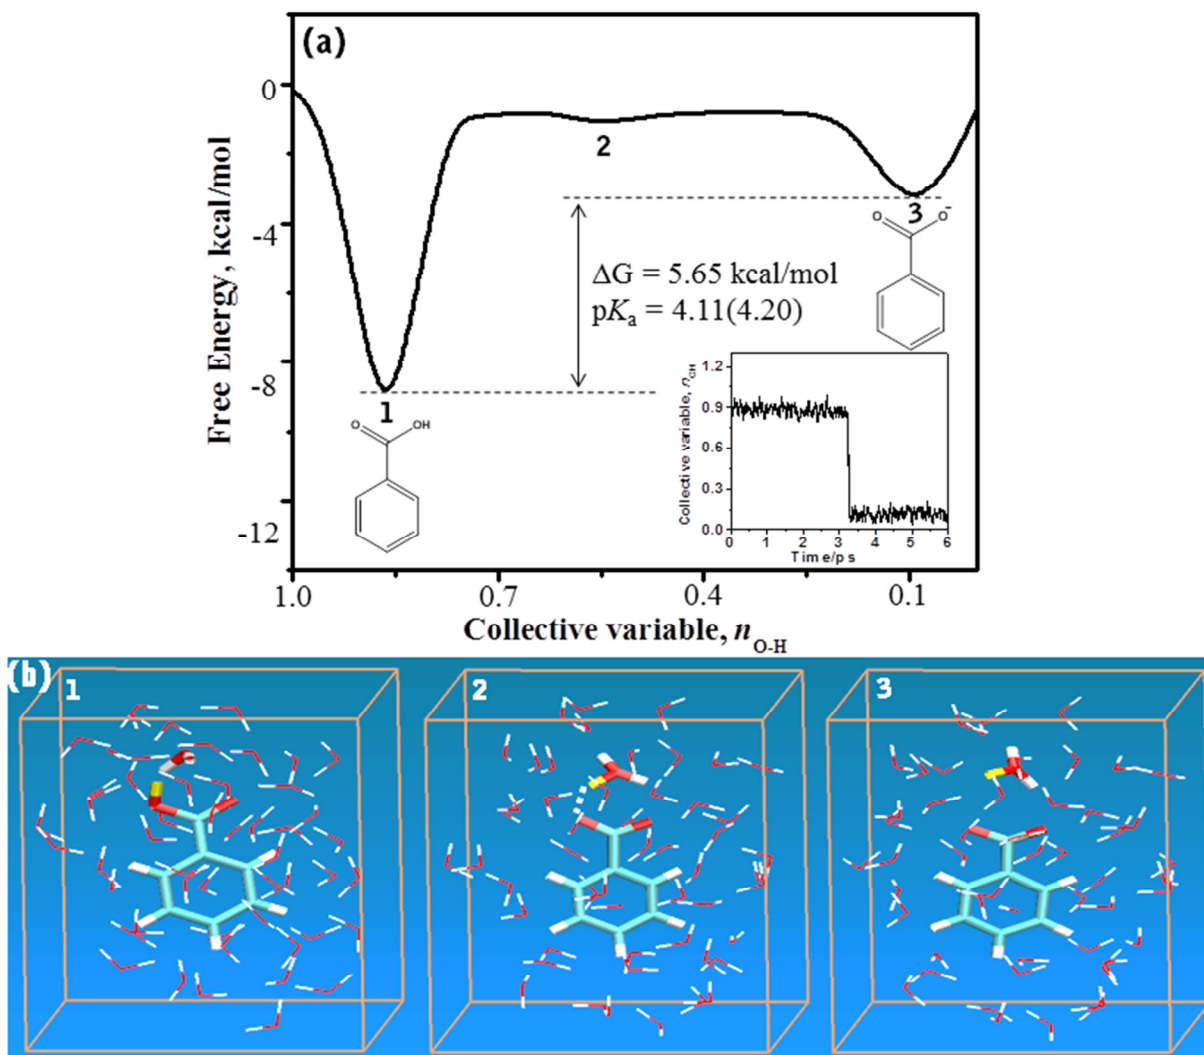 (a)
0
-4
-8
-12
Free Energy, kcal/mol
1
2
3
O
OH
O
O-
ΔG = 5.65 kcal/mol
pKa = 4.11(4.20)
1.2
0.9
0.6
0.3
0.0
Collective variable, nOH
0 1 2 3 4 5 6
Time/ps
1.0 0.7 0.4 0.1
Collective variable, nO-H
(b)
1
2
3